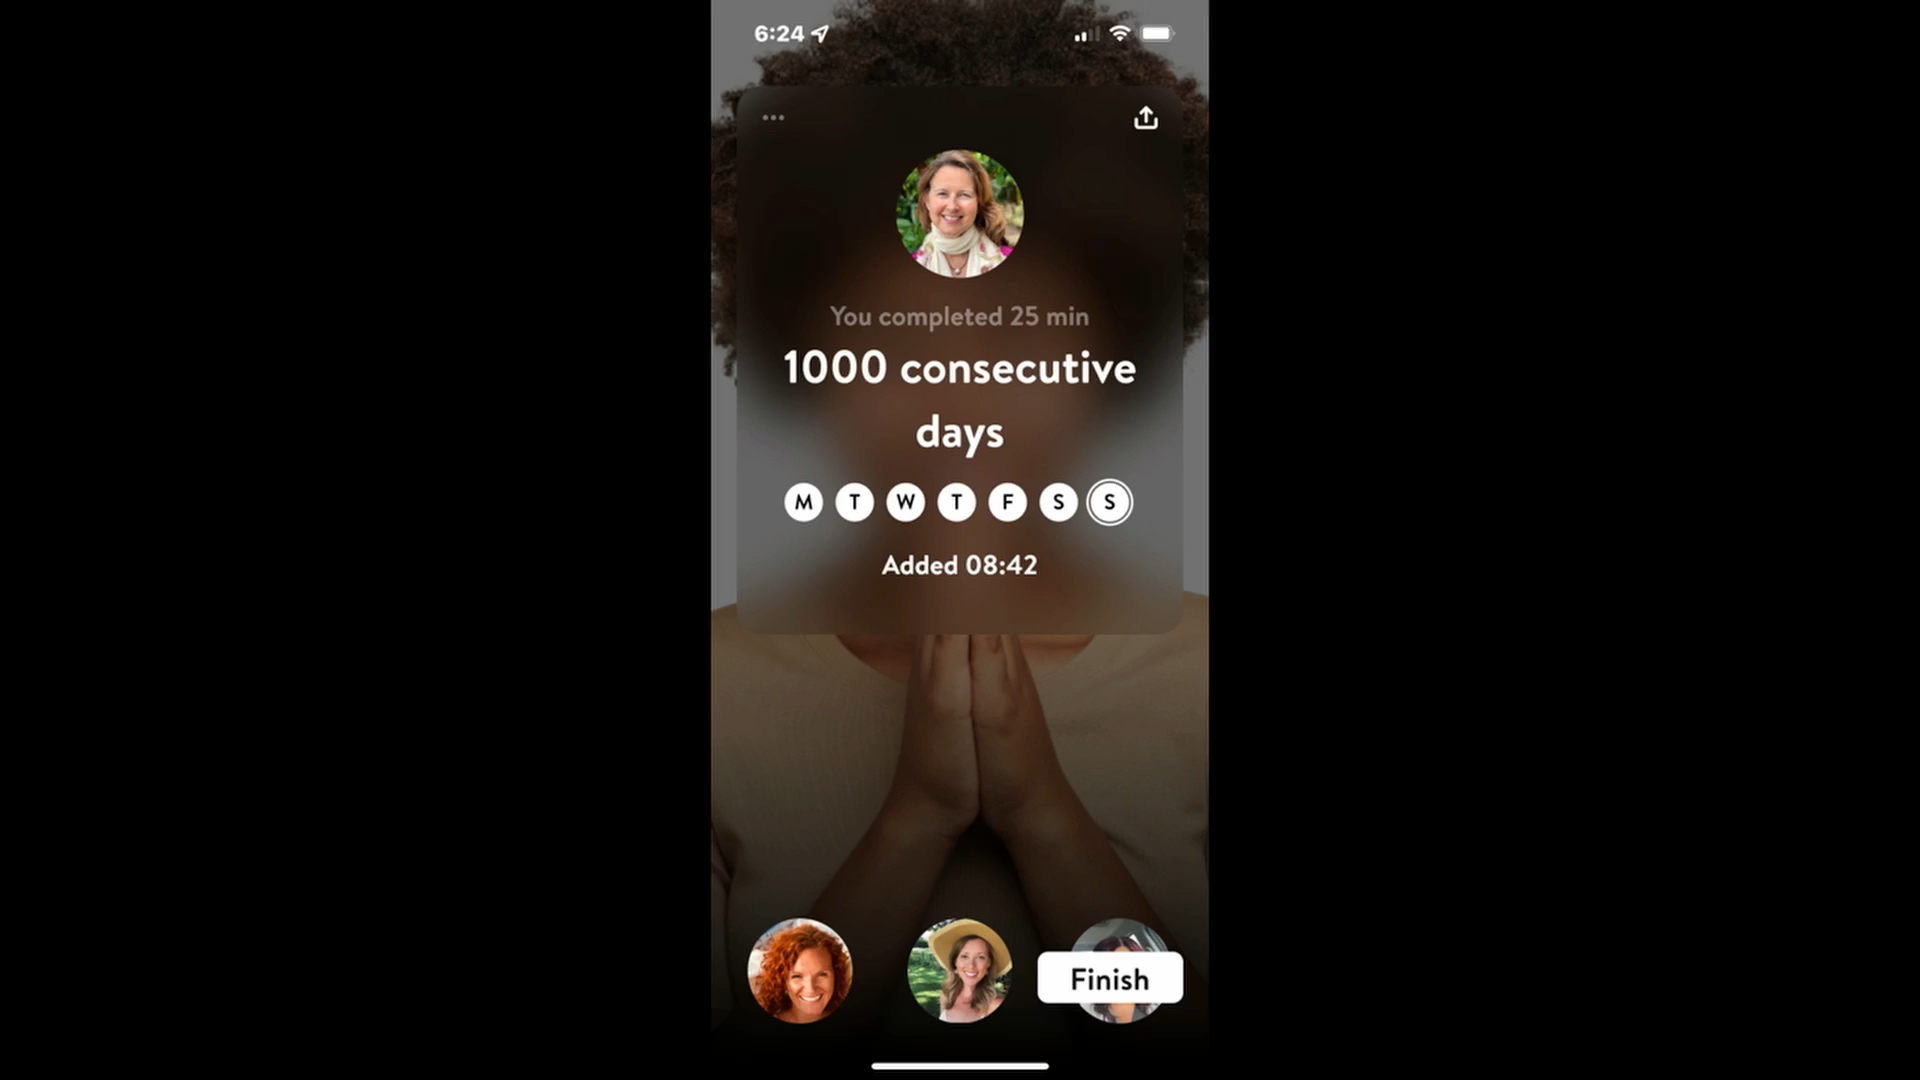 6:24
You completed 25 min
1000 consecutive
days
M T W T F S S
Added 08:42
Finish